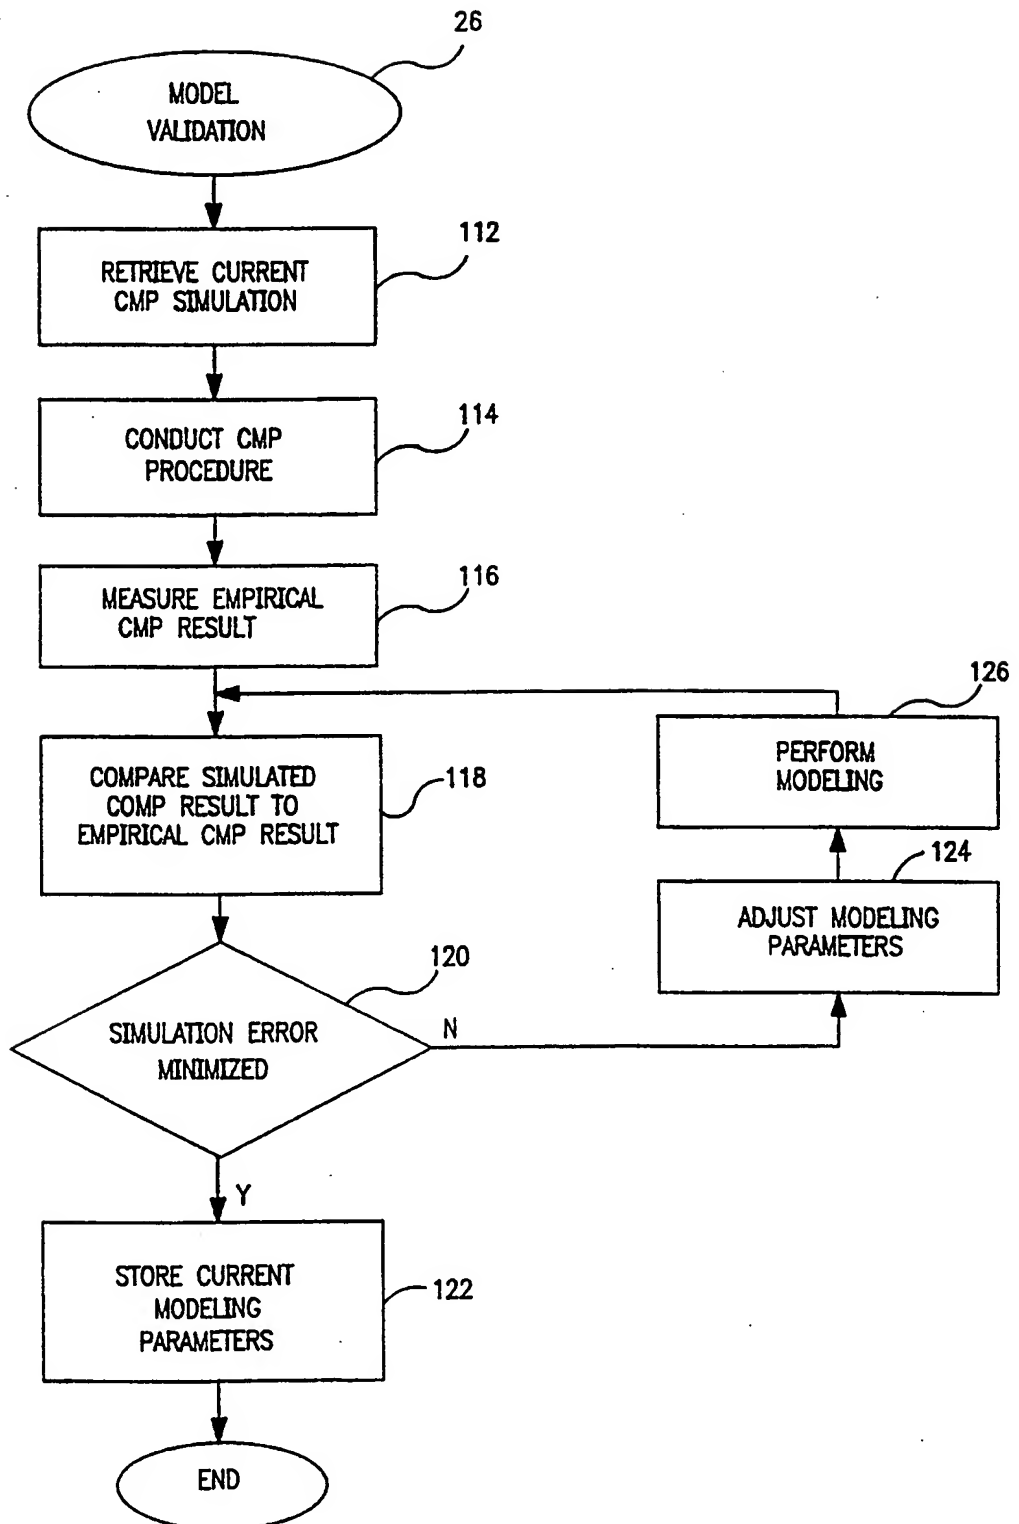 26
MODEL
VALIDATION
112
RETRIEVE CURRENT
CMP SIMULATION
114
CONDUCT CMP
PROCEDURE
116
MEASURE EMPIRICAL
CMP RESULT
126
PERFORM
MODELING
118
COMPARE SIMULATED
COMP RESULT TO
EMPIRICAL CMP RESULT
124
ADJUST MODELING
PARAMETERS
120
SIMULATION ERROR
MINIMIZED
N
Y
122
STORE CURRENT
MODELING
PARAMETERS
END